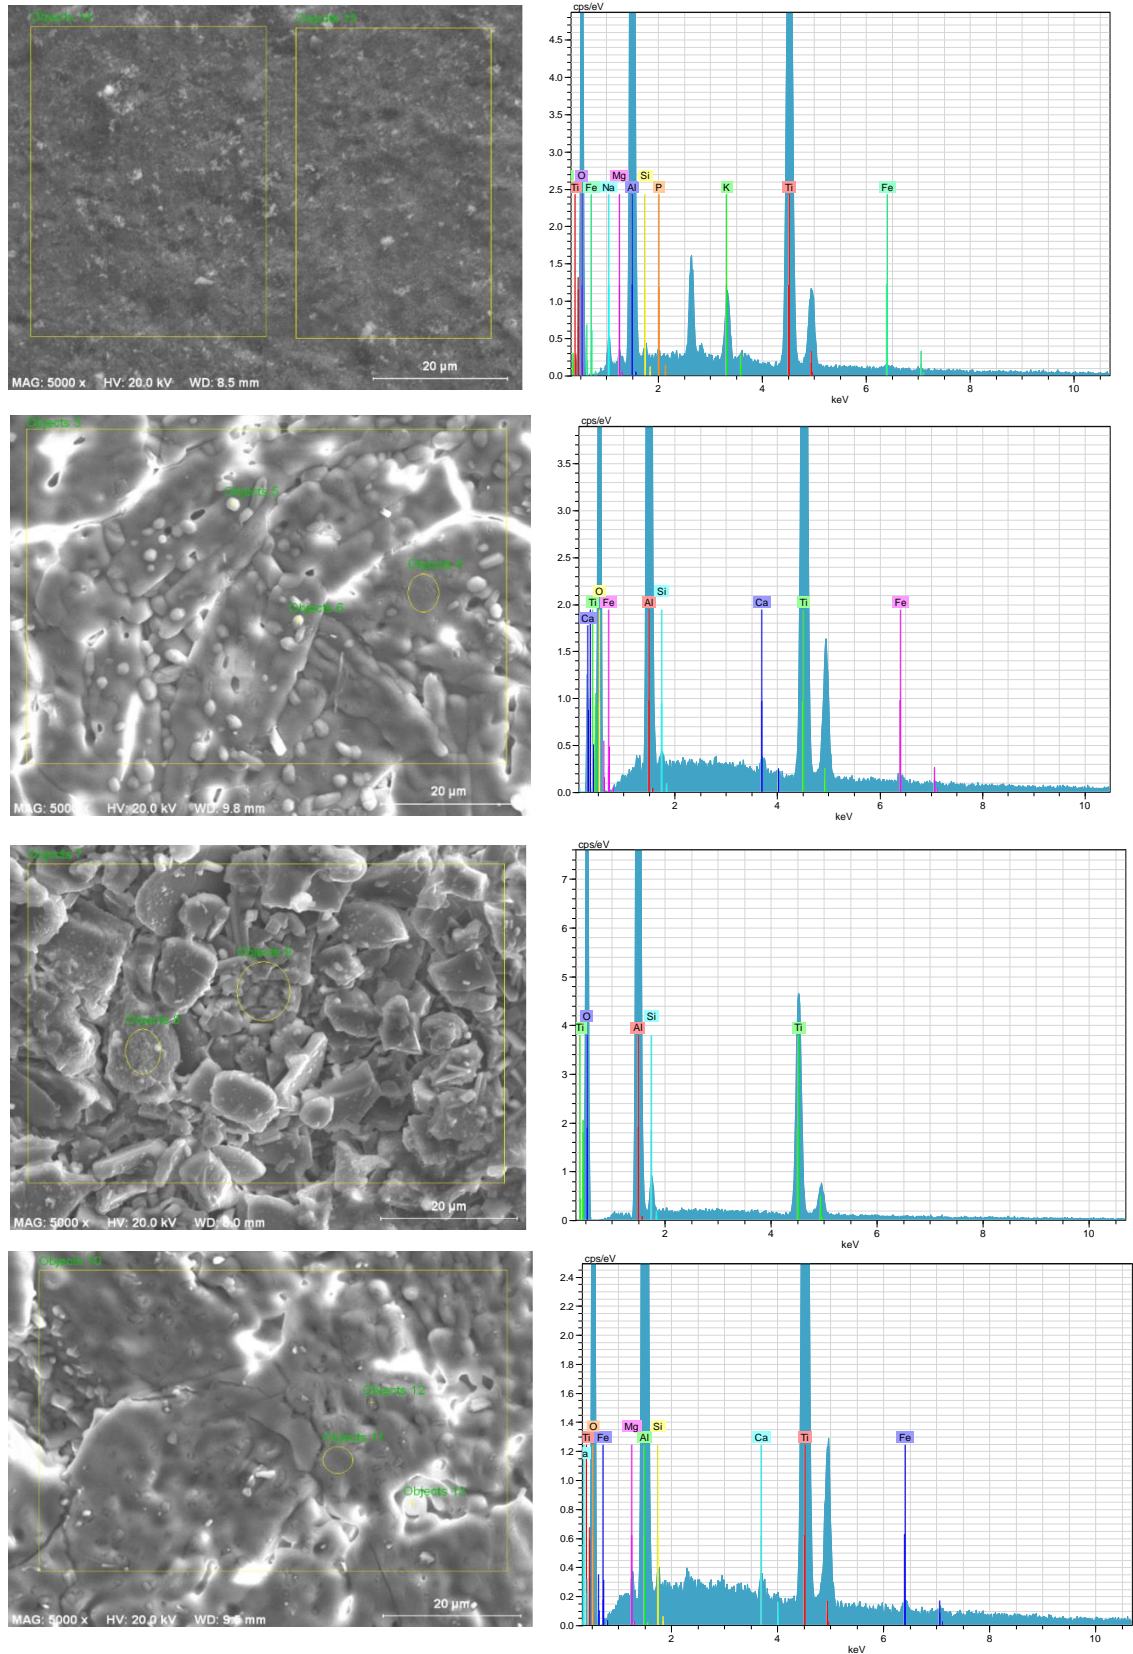 Objects 15
20 µm
MAG: 5000 x HV: 20.0 kV WD: 8.5 mm
cps/eV
4.5
4.0
3.5
3.0
2.5
2.0
1.5
1.0
0.5
0.0
O Mg Si
Ti Fe Na Al P K Ti Fe
2 4 6 8 10
keV
Objects 3
Objects 5
Objects 4
Objects 6
20 µm
MAG: 5000x HV: 20.0 kV WD: 9.8 mm
cps/eV
3.5
3.0
2.5
2.0
1.5
1.0
0.5
0.0
O Si
Ti Fe Al Ca Ti Fe
Ca
2 4 6 8 10
keV
Objects 7
20 µm
MAG: 5000 x HV: 20.0 kV WD: 8.0 mm
cps/eV
7
6
5
4
3
2
1
0
O Si
Ti Al Ti
2 4 6 8 10
keV
Objects 10
Objects 12
Objects 11
Objects 13
20 µm
MAG: 5000 x HV: 20.0 kV
cps/eV
2.4
2.2
2.0
1.8
1.6
1.4
1.2
1.0
0.8
0.6
0.4
0.2
0.0
O Mg Si
Ti Fe Al Ca Ti Fe
a
2 4 6 8 10
keV